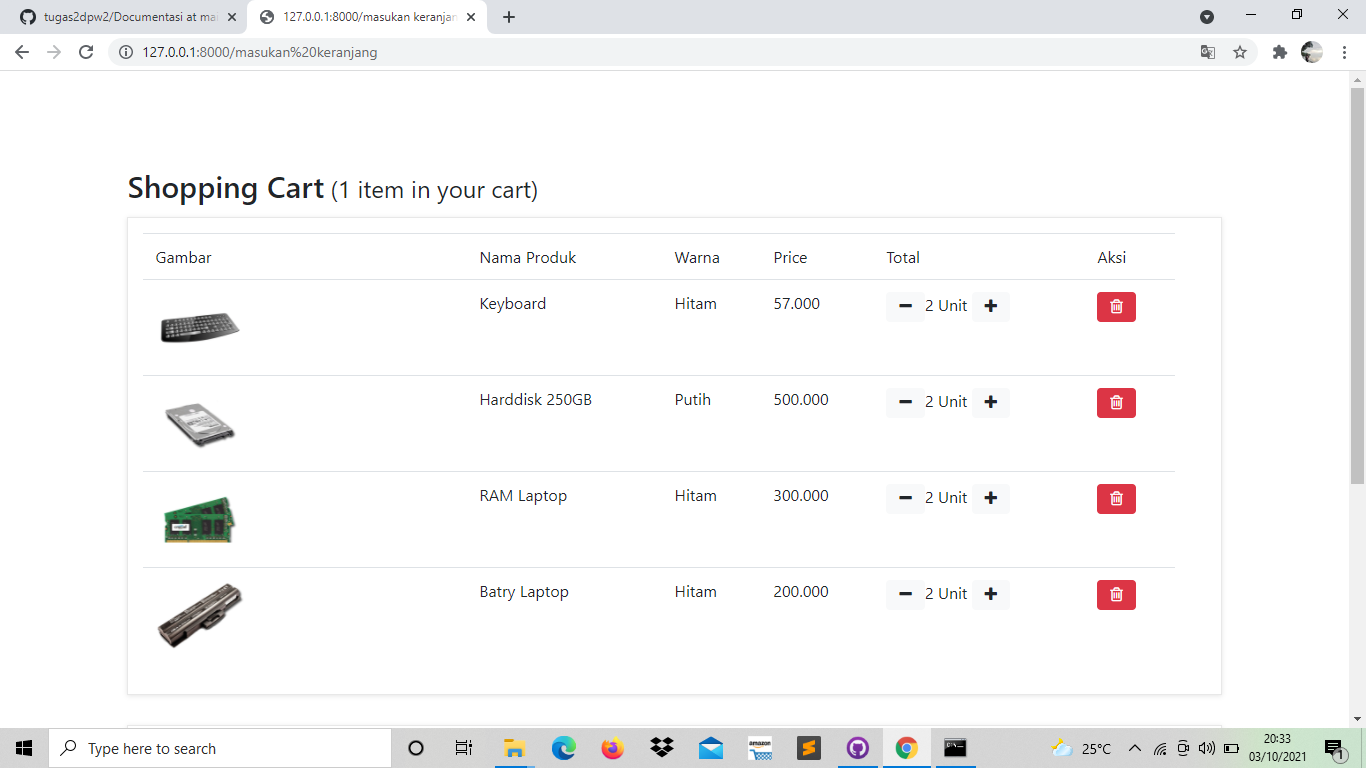 tugas2dpw2/Documentasi at mai
127.0.0.1:8000/masukan keranjan
127.0.0.1:8000/masukan%20keranjang
Shopping Cart (1 item in your cart)
Gambar Nama Produk Warna Price Total Aksi
Keyboard Hitam 57.000 2 Unit
Harddisk 250GB Putih 500.000 2 Unit
RAM Laptop Hitam 300.000 2 Unit
Batry Laptop Hitam 200.000 2 Unit
Type here to search
amazon
25°C
20:33
03/10/2021
1